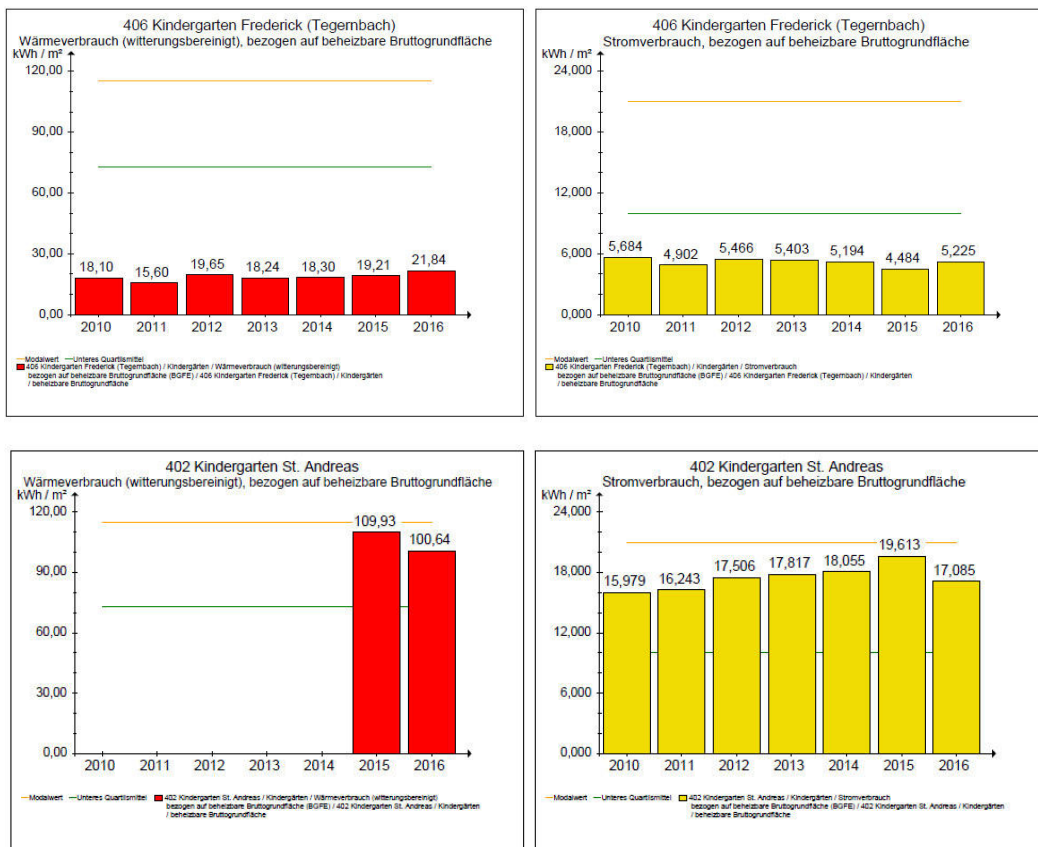 406 Kindergarten Frederick (Tegernbach)
Wärmeverbrauch (witterungsbereinigt), bezogen auf beheizbare Bruttogrundfläche
kWh / m²
120,00
90,00
60,00
30,00
0,00
18,10 15,60 19,65 18,24 18,30 19,21 21,84
2010 2011 2012 2013 2014 2015 2016
Modalwert Unteres Quartilsmittel
406 Kindergarten Frederick (Tegernbach) / Kindergärten / Wärmeverbrauch (witterungsbereinigt)
bezogen auf beheizbare Bruttogrundfläche (BGFE) / 406 Kindergarten Frederick (Tegernbach) / Kindergärten
/ beheizbare Bruttogrundfläche
406 Kindergarten Frederick (Tegernbach)
Stromverbrauch, bezogen auf beheizbare Bruttogrundfläche
kWh / m²
24,000
18,000
12,000
6,000
0,000
5,684 4,902 5,466 5,403 5,194 4,484 5,225
2010 2011 2012 2013 2014 2015 2016
Modalwert Unteres Quartilsmittel
406 Kindergarten Frederick (Tegernbach) / Kindergärten / Stromverbrauch
bezogen auf beheizbare Bruttogrundfläche (BGFE) / 406 Kindergarten Frederick (Tegernbach) / Kindergärten
/ beheizbare Bruttogrundfläche
402 Kindergarten St. Andreas
Wärmeverbrauch (witterungsbereinigt), bezogen auf beheizbare Bruttogrundfläche
kWh / m²
120,00
90,00
60,00
30,00
0,00
109,93 100,64
2010 2011 2012 2013 2014 2015 2016
Modalwert Unteres Quartilsmittel
402 Kindergarten St. Andreas / Kindergärten / Wärmeverbrauch (witterungsbereinigt)
bezogen auf beheizbare Bruttogrundfläche (BGFE) / 402 Kindergarten St. Andreas / Kindergärten
/ beheizbare Bruttogrundfläche
402 Kindergarten St. Andreas
Stromverbrauch, bezogen auf beheizbare Bruttogrundfläche
kWh / m²
24,000
18,000
12,000
6,000
0,000
15,979 16,243 17,506 17,817 18,055 19,613 17,085
2010 2011 2012 2013 2014 2015 2016
Modalwert Unteres Quartilsmittel
402 Kindergarten St. Andreas / Kindergärten / Stromverbrauch
bezogen auf beheizbare Bruttogrundfläche (BGFE) / 402 Kindergarten St. Andreas / Kindergärten
/ beheizbare Bruttogrundfläche